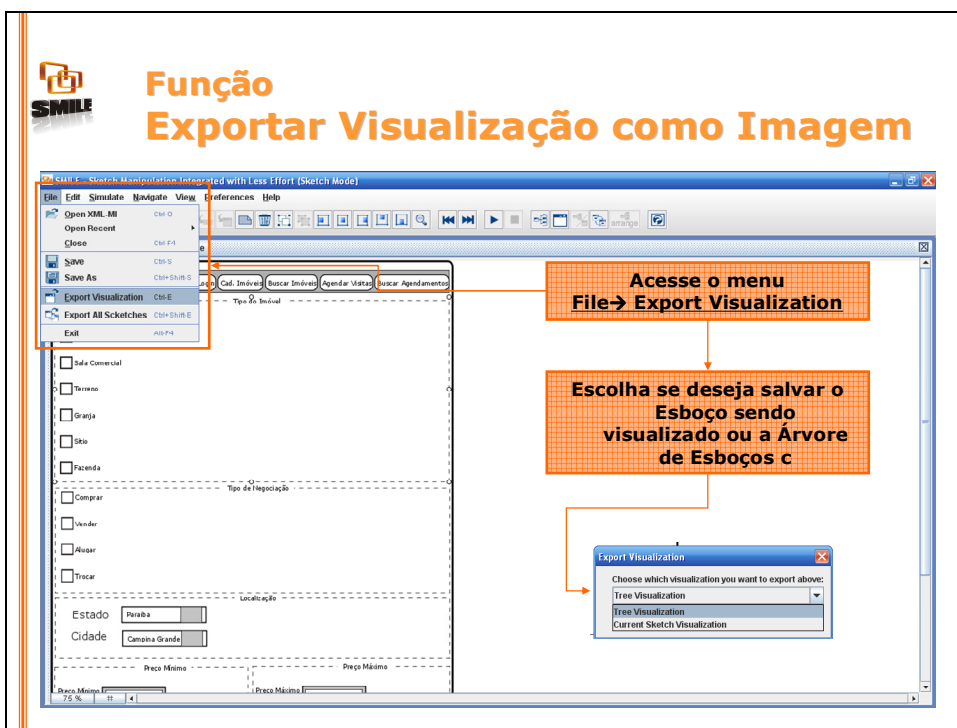 SMILE
Função
Exportar Visualização como Imagem
SMILE - Sketch Manipulation Integrated with Less Effort (Sketch Mode)
File Edit Simulate Navigate View Preferences Help
Open XML-MI Ctrl-O
Open Recent
Close Ctrl-F4
Save Ctrl-S
Save As Ctrl+Shift-S
Export Visualization Ctrl-E
Export All Scketches Ctrl+Shift-E
Exit Alt-F4
arrange
Cad. Imóveis Buscar Imóveis Agendar Visitas Buscar Agendamentos
Tipo do Imóvel
Sala Comercial
Terreno
Granja
Sítio
Fazenda
Tipo de Negociação
Comprar
Vender
Alugar
Trocar
Localização
Estado Paraíba
Cidade Campina Grande
Preço Mínimo Preço Máximo
Preço Mínimo Preço Máximo
75 %
Acesse o menu
File→ Export Visualization
Escolha se deseja salvar o
Esboço sendo
visualizado ou a Árvore
de Esboços c
Export Visualization
Choose which visualization you want to export above:
Tree Visualization
Tree Visualization
Current Sketch Visualization